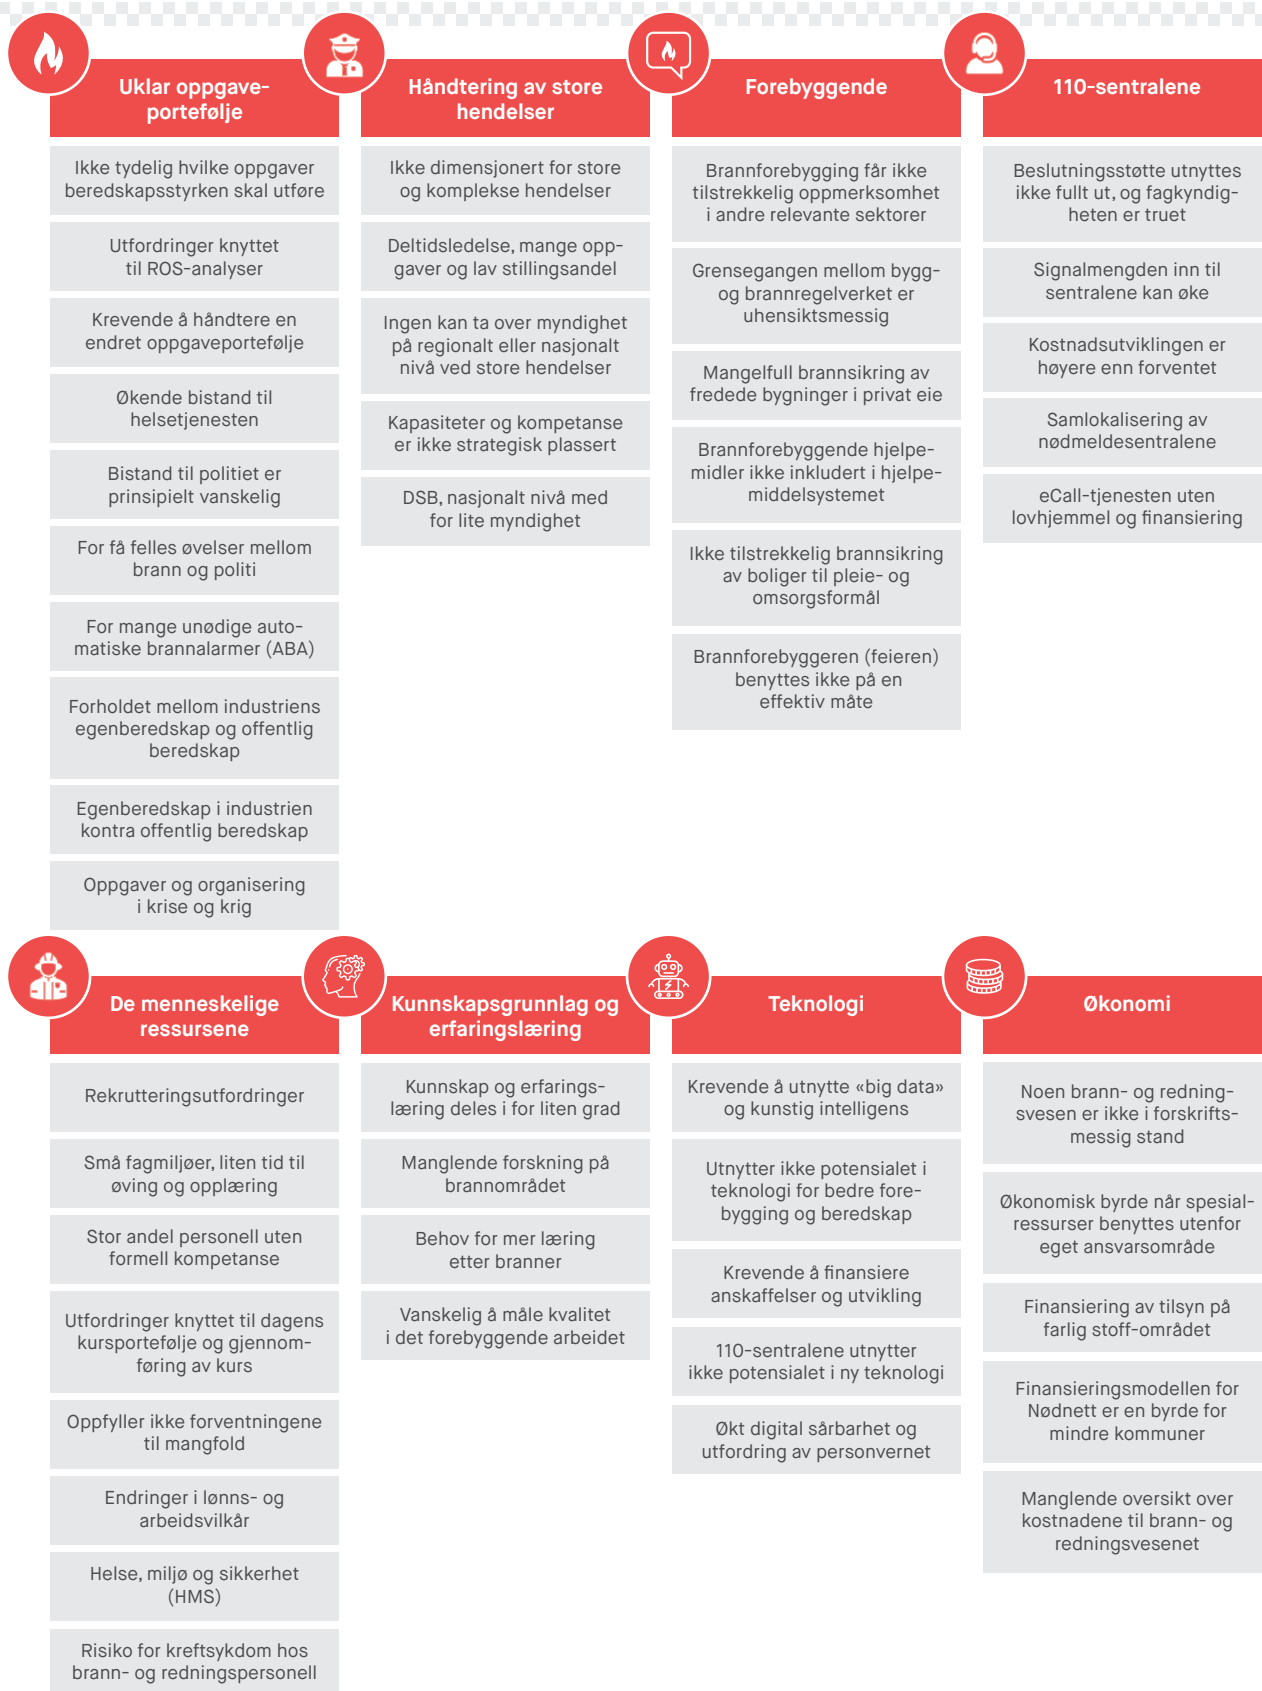 Uklar oppgave-
portefølje
Ikke tydelig hvilke oppgaver
beredskapsstyrken skal utføre
Utfordringer knyttet
til ROS-analyser
Krevende å håndtere en
endret oppgaveportefølje
Økende bistand til
helsetjenesten
Bistand til politiet er
prinsipielt vanskelig
For få felles øvelser mellom
brann og politi
For mange unødige auto-
matiske brannalarmer (ABA)
Forholdet mellom industriens
egenberedskap og offentlig
beredskap
Egenberedskap i industrien
kontra offentlig beredskap
Oppgaver og organisering
i krise og krig
Håndtering av store
hendelser
Ikke dimensjonert for store
og komplekse hendelser
Deltidsledelse, mange opp-
gaver og lav stillingsandel
Ingen kan ta over myndighet
på regionalt eller nasjonalt
nivå ved store hendelser
Kapasiteter og kompetanse
er ikke strategisk plassert
DSB, nasjonalt nivå med
for lite myndighet
Forebyggende
Brannforebygging får ikke
tilstrekkelig oppmerksomhet
i andre relevante sektorer
Grensegangen mellom bygg-
og brannregelverket er
uhensiktsmessig
Mangelfull brannsikring av
fredede bygninger i privat eie
Brannforebyggende hjelpe-
midler ikke inkludert i hjelpe-
middelsystemet
Ikke tilstrekkelig brannsikring
av boliger til pleie- og
omsorgsformål
Brannforebyggeren (feieren)
benyttes ikke på en
effektiv måte
110-sentralene
Beslutningsstøtte utnyttes
ikke fullt ut, og fagkyndig-
heten er truet
Signalmengden inn til
sentralene kan øke
Kostnadsutviklingen er
høyere enn forventet
Samlokalisering av
nødmeldesentralene
eCall-tjenesten uten
lovhjemmel og finansiering
De menneskelige
ressursene
Rekrutteringsutfordringer
Små fagmiljøer, liten tid til
øving og opplæring
Stor andel personell uten
formell kompetanse
Utfordringer knyttet til dagens
kursportefølje og gjennom-
føring av kurs
Oppfyller ikke forventningene
til mangfold
Endringer i lønns- og
arbeidsvilkår
Helse, miljø og sikkerhet
(HMS)
Risiko for kreftsykdom hos
brann- og redningspersonell
Kunnskapsgrunnlag og
erfaringslæring
Kunnskap og erfarings-
læring deles i for liten grad
Manglende forskning på
brannområdet
Behov for mer læring
etter branner
Vanskelig å måle kvalitet
i det forebyggende arbeidet
Teknologi
Krevende å utnytte «big data»
og kunstig intelligens
Utnytter ikke potensialet i
teknologi for bedre fore-
bygging og beredskap
Krevende å finansiere
anskaffelser og utvikling
110-sentralene utnytter
ikke potensialet i ny teknologi
Økt digital sårbarhet og
utfordring av personvernet
Økonomi
Noen brann- og redning-
svesen er ikke i forskrifts-
messig stand
Økonomisk byrde når spesial-
ressurser benyttes utenfor
eget ansvarsområde
Finansiering av tilsyn på
farlig stoff-området
Finansieringsmodellen for
Nødnett er en byrde for
mindre kommuner
Manglende oversikt over
kostnadene til brann- og
redningsvesenet